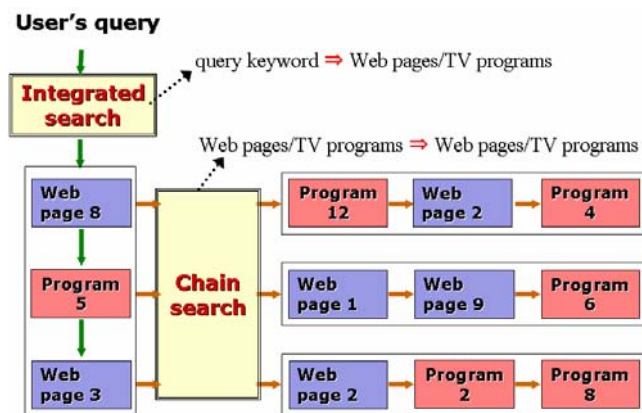 User's query
query keyword ⇒ Web pages/TV programs
Integrated
search
Web pages/TV programs ⇒ Web pages/TV programs
Web
page 8
Program
12
Web
page 2
Program
4
Program
5
Chain
search
Web
page 1
Web
page 9
Program
6
Web
page 3
Web
page 2
Program
2
Program
8